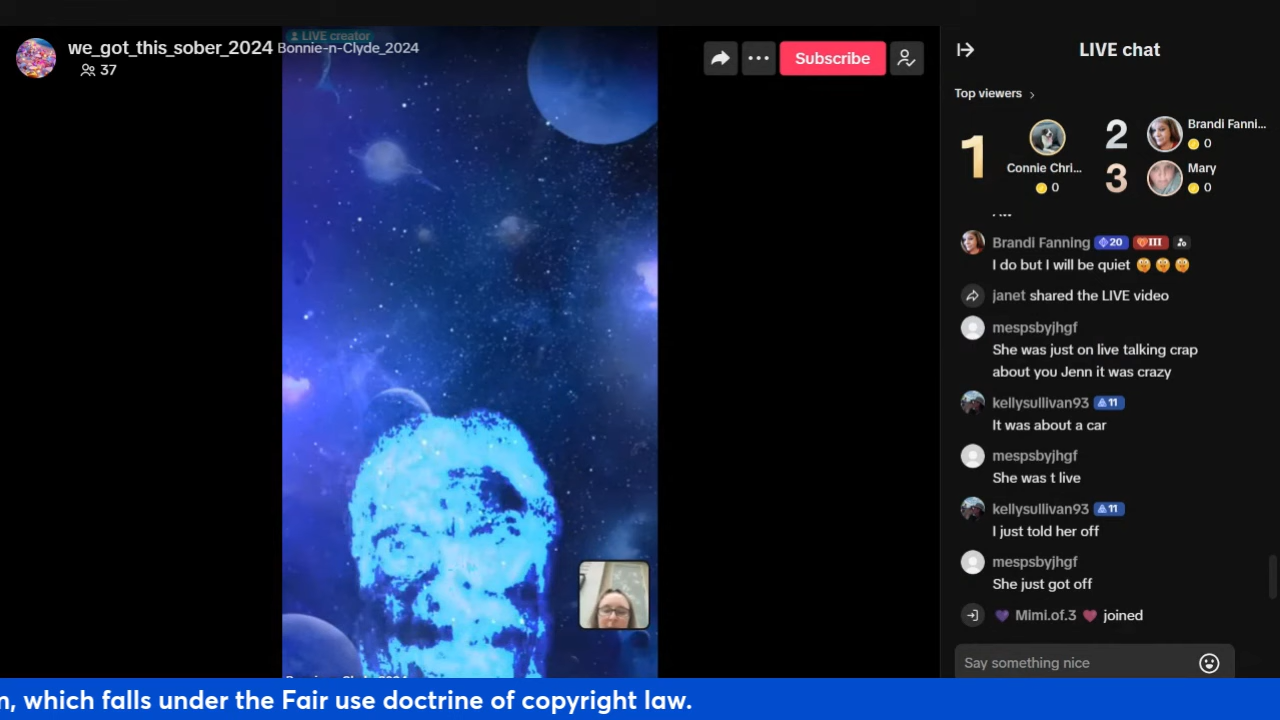 LIVE creator
we_got_this_sober_2024 Bonnie-n-Clyde_2024
37
Subscribe
LIVE chat
Top viewers
1
Connie Chri...
0
2
Brandi Fanni...
0
3
Mary
0
Brandi Fanning 20 III
I do but I will be quiet
janet shared the LIVE video
mespsbyjhgf
She was just on live talking crap
about you Jenn it was crazy
kellysullivan93 11
It was about a car
mespsbyjhgf
She was t live
kellysullivan93 11
I just told her off
mespsbyjhgf
She just got off
Mimi.of.3 joined
Say something nice
, which falls under the Fair use doctrine of copyright law.